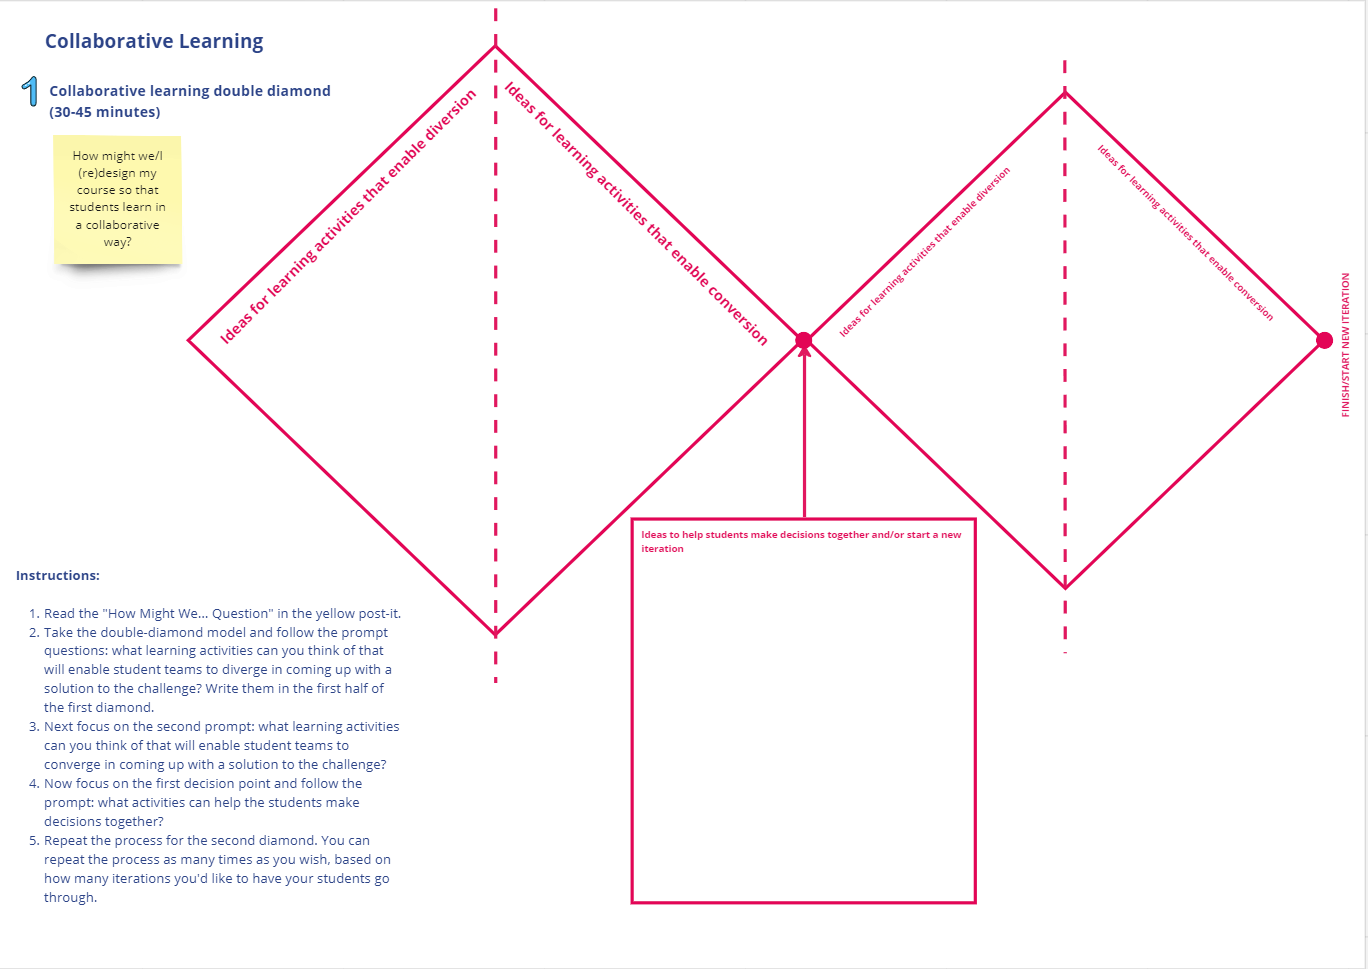 Collaborative Learning
1
Collaborative learning double diamond
(30-45 minutes)
How might we/I
(re)design my
course so that
students learn in
a collaborative
way?
Ideas for learning activities that enable diversion
Ideas for learning activities that enable conversion
Ideas for learning activities that enable diversion
Ideas for learning activities that enable conversion
FINISH/START NEW ITERATION
Ideas to help students make decisions together and/or start a new
iteration
Instructions:
1. Read the "How Might We... Question" in the yellow post-it.
2. Take the double-diamond model and follow the prompt
questions: what learning activities can you think of that
will enable student teams to diverge in coming up with a
solution to the challenge? Write them in the first half of
the first diamond.
3. Next focus on the second prompt: what learning activities
can you think of that will enable student teams to
converge in coming up with a solution to the challenge?
4. Now focus on the first decision point and follow the
prompt: what activities can help the students make
decisions together?
5. Repeat the process for the second diamond. You can
repeat the process as many times as you wish, based on
how many iterations you'd like to have your students go
through.